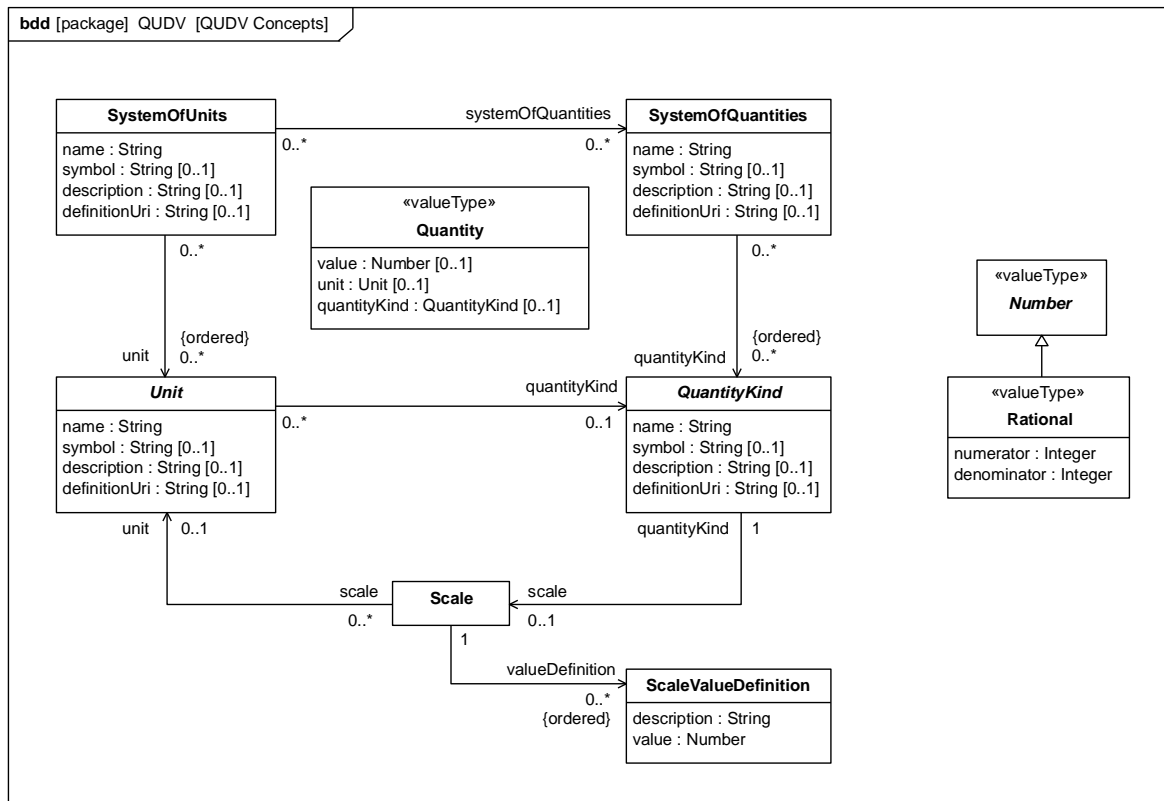 bdd [package] QUDV [QUDV Concepts]
SystemOfUnits
name : String
symbol : String [0..1]
description : String [0..1]
definitionUri : String [0..1]
systemOfQuantities
0..*
0..*
SystemOfQuantities
name : String
symbol : String [0..1]
description : String [0..1]
definitionUri : String [0..1]
«valueType»
Quantity
value : Number [0..1]
unit : Unit [0..1]
quantityKind : QuantityKind [0..1]
0..*
{ordered}
unit
0..*
0..*
{ordered}
quantityKind
0..*
«valueType»
Number
«valueType»
Rational
numerator : Integer
denominator : Integer
Unit
name : String
symbol : String [0..1]
description : String [0..1]
definitionUri : String [0..1]
quantityKind
0..*
0..1
QuantityKind
name : String
symbol : String [0..1]
description : String [0..1]
definitionUri : String [0..1]
unit
0..1
quantityKind
1
scale
0..*
Scale
scale
0..1
1
valueDefinition
0..*
{ordered}
ScaleValueDefinition
description : String
value : Number